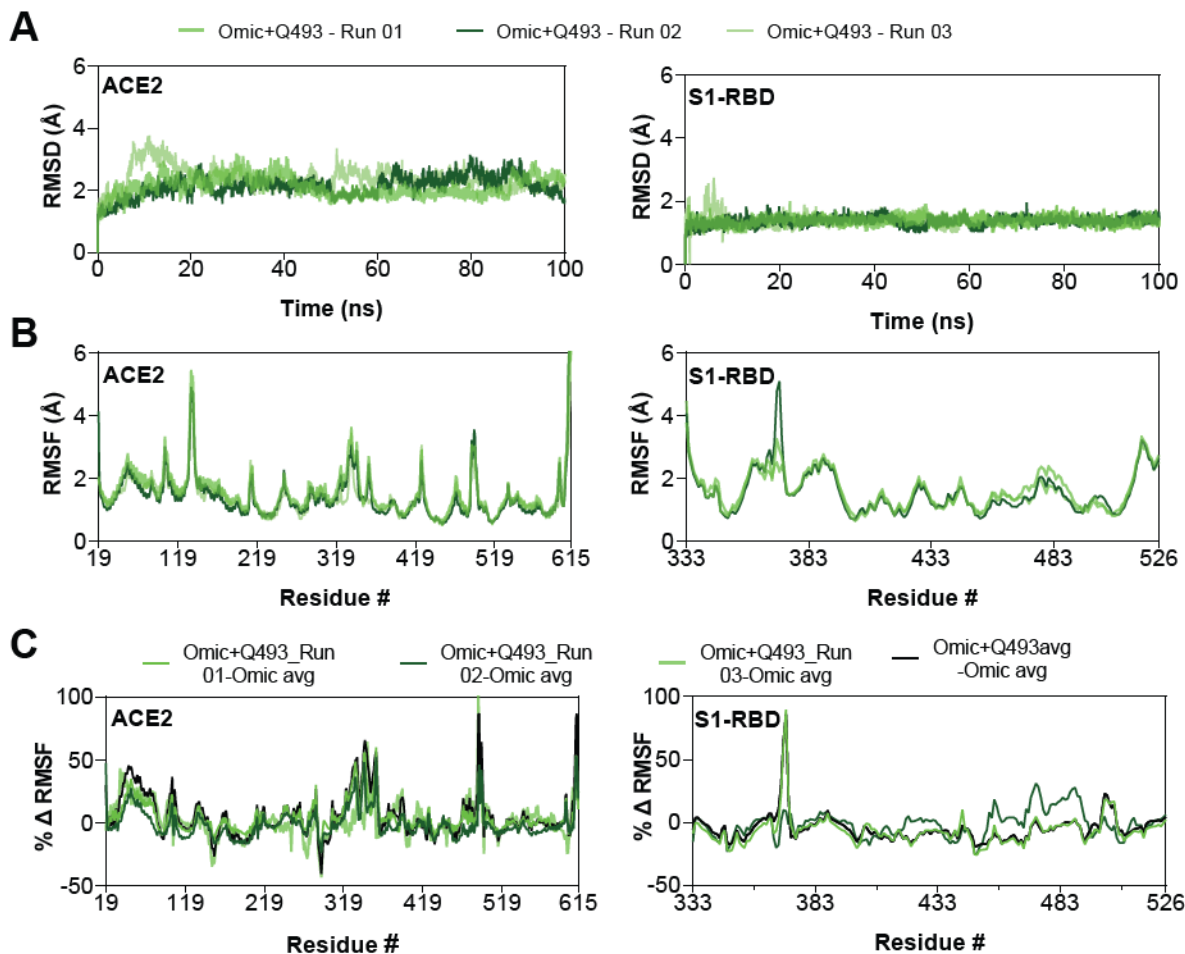 A
Omic+Q493 - Run 01 Omic+Q493 - Run 02 Omic+Q493 - Run 03
ACE2
RMSD (Å)
6
4
2
0
0 20 40 60 80 100
Time (ns)
S1-RBD
RMSD (Å)
6
4
2
0
0 20 40 60 80 100
Time (ns)
B
ACE2
RMSF (Å)
6
4
2
0
19 119 219 319 419 519 615
Residue #
S1-RBD
RMSF (Å)
6
4
2
0
333 383 433 483 526
Residue #
C
Omic+Q493_Run
01-Omic avg
Omic+Q493_Run
02-Omic avg
Omic+Q493_Run
03-Omic avg
Omic+Q493avg
-Omic avg
ACE2
% Δ RMSF
100
50
0
-50
19 119 219 319 419 519 615
Residue #
S1-RBD
% Δ RMSF
100
50
0
-50
333 383 433 483 526
Residue #